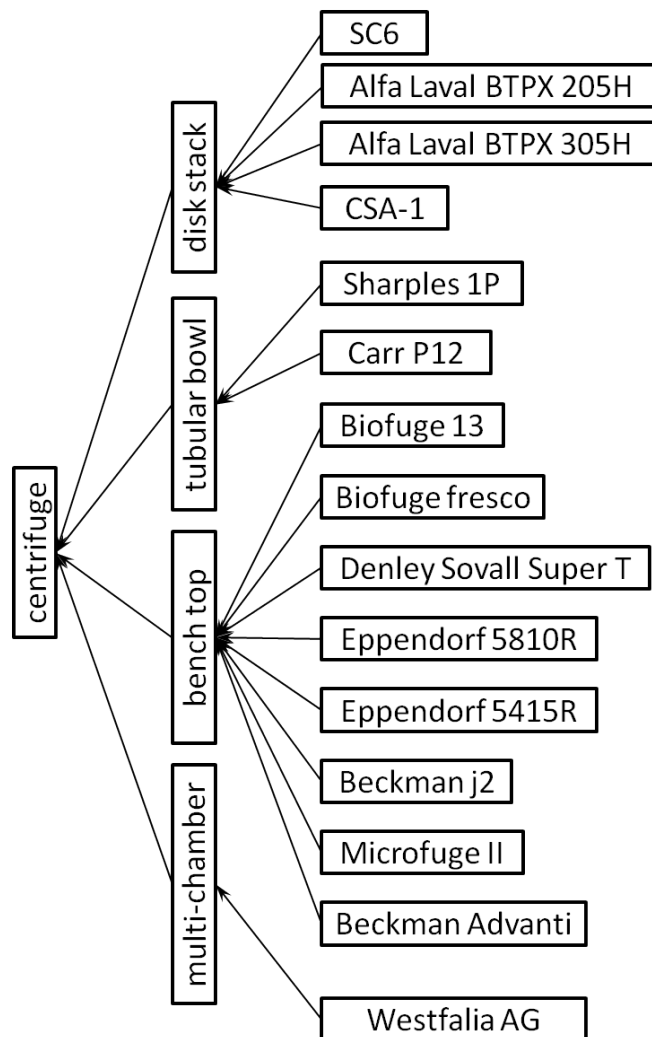 SC6
Alfa Laval BTPX 205H
Alfa Laval BTPX 305H
CSA-1
disk stack
Sharples 1P
Carr P12
tubular bowl
Biofuge 13
Biofuge fresco
Denley Sovall Super T
Eppendorf 5810R
Eppendorf 5415R
Beckman j2
Microfuge II
Beckman Advanti
bench top
centrifuge
multi-chamber
Westfalia AG